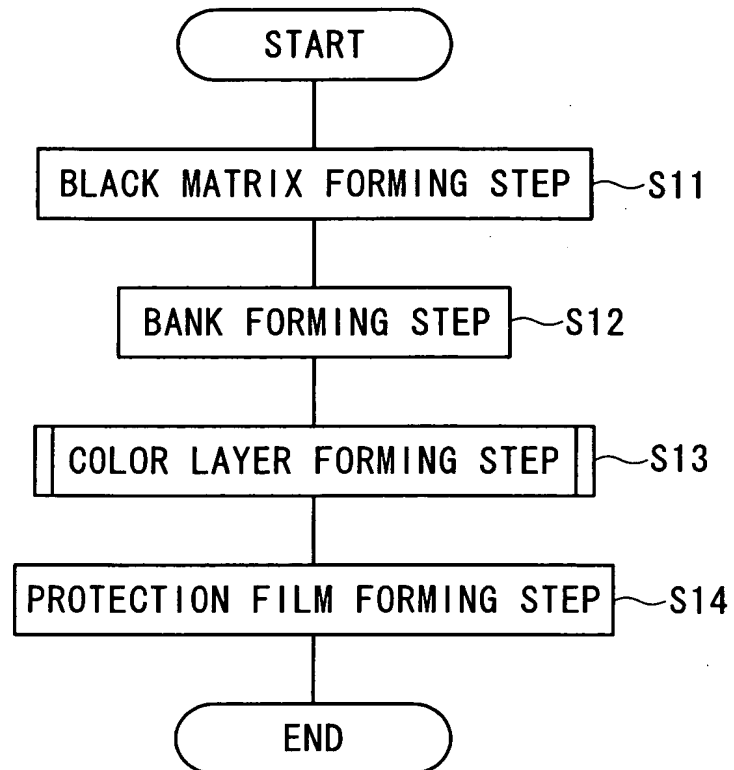 START
BLACK MATRIX FORMING STEP S11
BANK FORMING STEP S12
COLOR LAYER FORMING STEP S13
PROTECTION FILM FORMING STEP S14
END